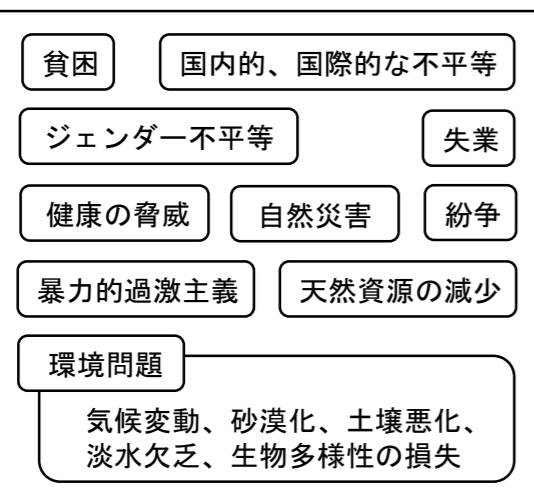 貧困
国内的、国際的な不平等
ジェンダー不平等
失業
健康の脅威
自然災害
紛争
暴力的過激主義
天然資源の減少
環境問題
気候変動、砂漠化、土壌悪化、
淡水欠乏、生物多様性の損失